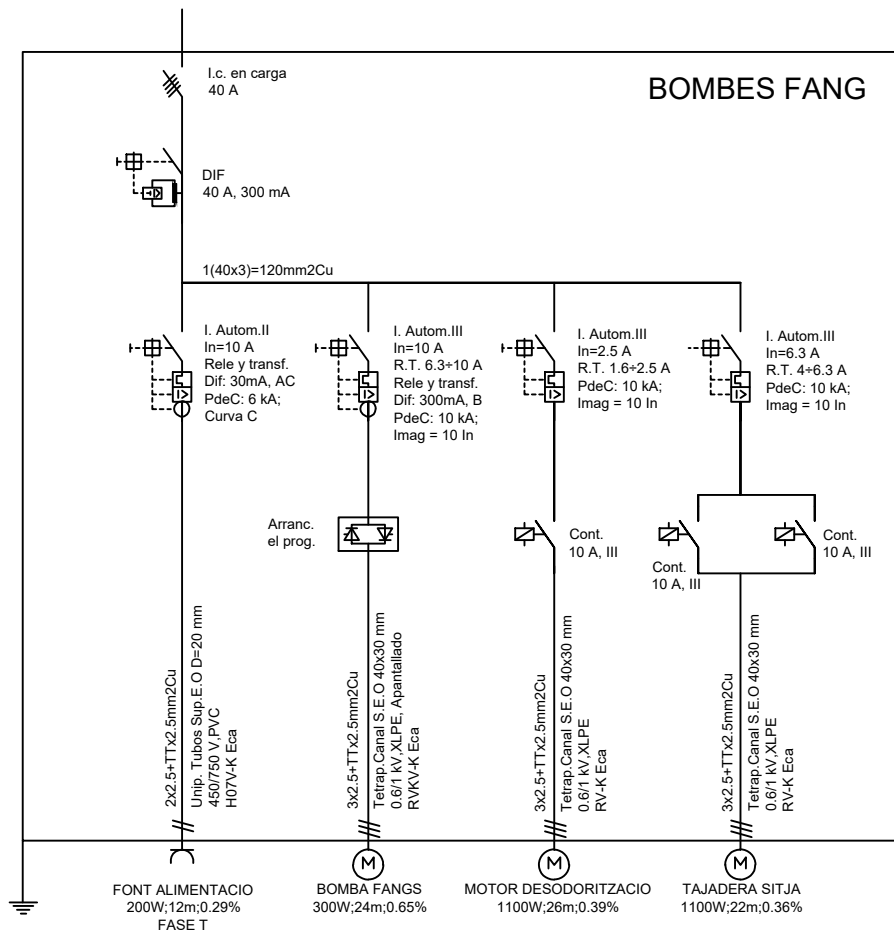 I.c. en carga
40 A
BOMBES FANG
DIF
40 A, 300 mA
1(40x3)=120mm2Cu
I. Autom.II
In=10 A
Rele y transf.
Dif: 30mA, AC
PdeC: 6 kA;
Curva C
I. Autom.III
In=10 A
R.T. 6.3÷10 A
Rele y transf.
Dif: 300mA, B
PdeC: 10 kA;
Imag = 10 In
I. Autom.III
In=2.5 A
R.T. 1.6÷2.5 A
PdeC: 10 kA;
Imag = 10 In
I. Autom.III
In=6.3 A
R.T. 4÷6.3 A
PdeC: 10 kA;
Imag = 10 In
Arranc.
el prog.
Cont.
10 A, III
Cont.
10 A, III
Cont.
10 A, III
2x2.5+TTx2.5mm2Cu
Unip. Tubos Sup.E.O D=20 mm
450/750 V,PVC
H07V-K Eca
3x2.5+TTx2.5mm2Cu
Tetrap.Canal S.E.O 40x30 mm
0.6/1 kV,XLPE, Apantallado
RVKV-K Eca
3x2.5+TTx2.5mm2Cu
Tetrap.Canal S.E.O 40x30 mm
0.6/1 kV,XLPE
RV-K Eca
3x2.5+TTx2.5mm2Cu
Tetrap.Canal S.E.O 40x30 mm
0.6/1 kV,XLPE
RV-K Eca
M
M
M
FONT ALIMENTACIO
200W;12m;0.29%
FASE T
BOMBA FANGS
300W;24m;0.65%
MOTOR DESODORITZACIO
1100W;26m;0.39%
TAJADERA SITJA
1100W;22m;0.36%